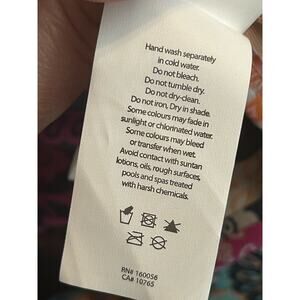 Hand wash separately
in cold water.
Do not bleach.
Do not tumble dry.
Do not dry-clean.
Do not iron, Dry in shade.
Some colours may fade in
sunlight or chlorinated water.
Some colours may bleed
or transfer when wet.
Avoid contact with suntan
lotions, oils, rough surfaces,
pools and spas treated
with harsh chemicals.
RN# 160056
CA# 10765